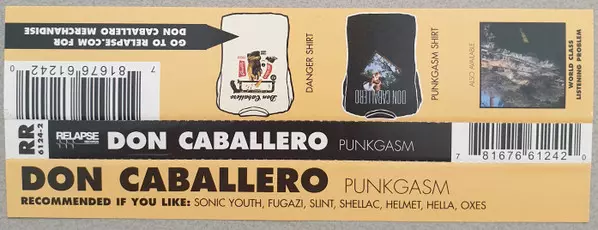 GO TO RELAPSE.COM FOR
DON CABALLERO MERCHANDISE
Don Caballero
DANGER SHIRT
DON CABALLERO
PUNKGASM SHIRT
ALSO AVAILABLE
WORLD CLASS
LISTENING PROBLEM
7 81676 61242 0
RR
6124-2
RELAPSE
DON CABALLERO PUNKGASM
7 81676 61242 0
DON CABALLERO PUNKGASM
RECOMMENDED IF YOU LIKE: SONIC YOUTH, FUGAZI, SLINT, SHELLAC, HELMET, HELLA, OXES